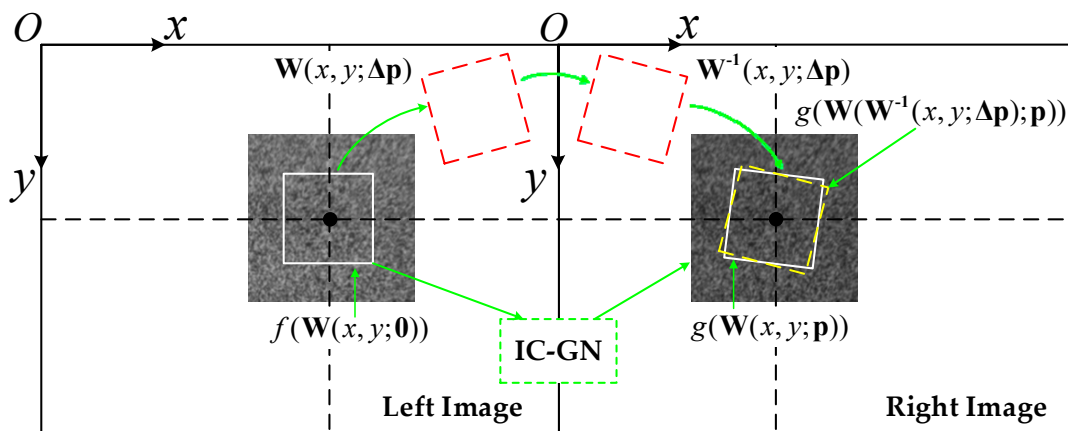 O x O x
W(x, y;Δp) W⁻¹(x, y;Δp)
g(W(W⁻¹(x, y;Δp);p))
y y
f(W(x, y;0)) g(W(x, y;p))
IC-GN
Left Image Right Image